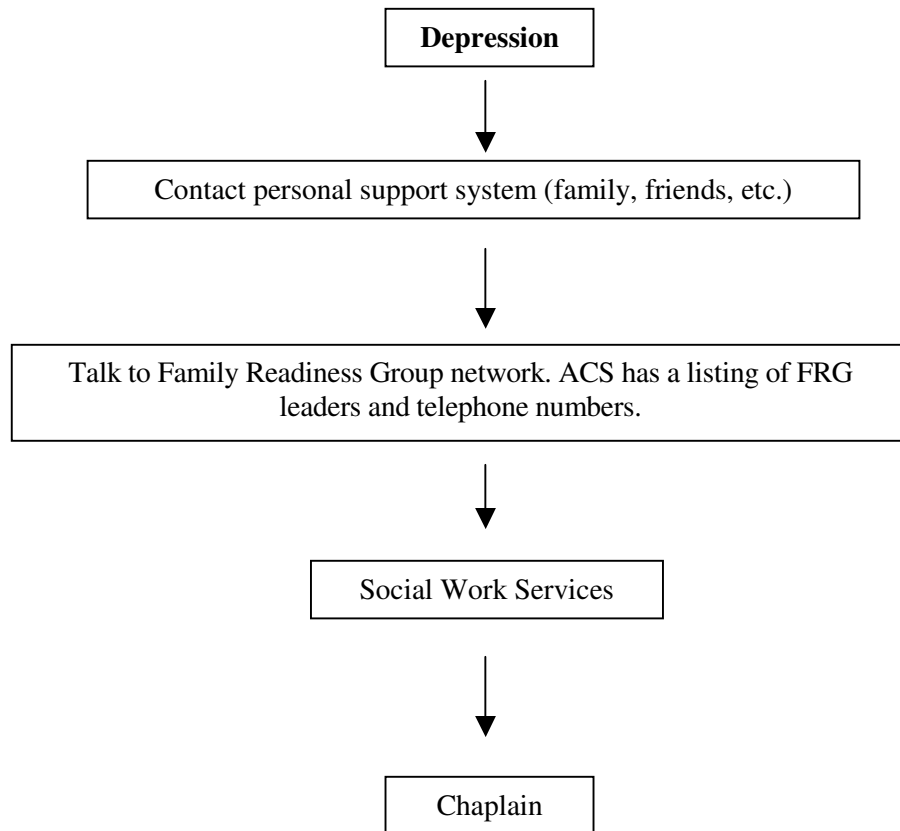 Depression
Contact personal support system (family, friends, etc.)
Talk to Family Readiness Group network. ACS has a listing of FRG
leaders and telephone numbers.
Social Work Services
Chaplain